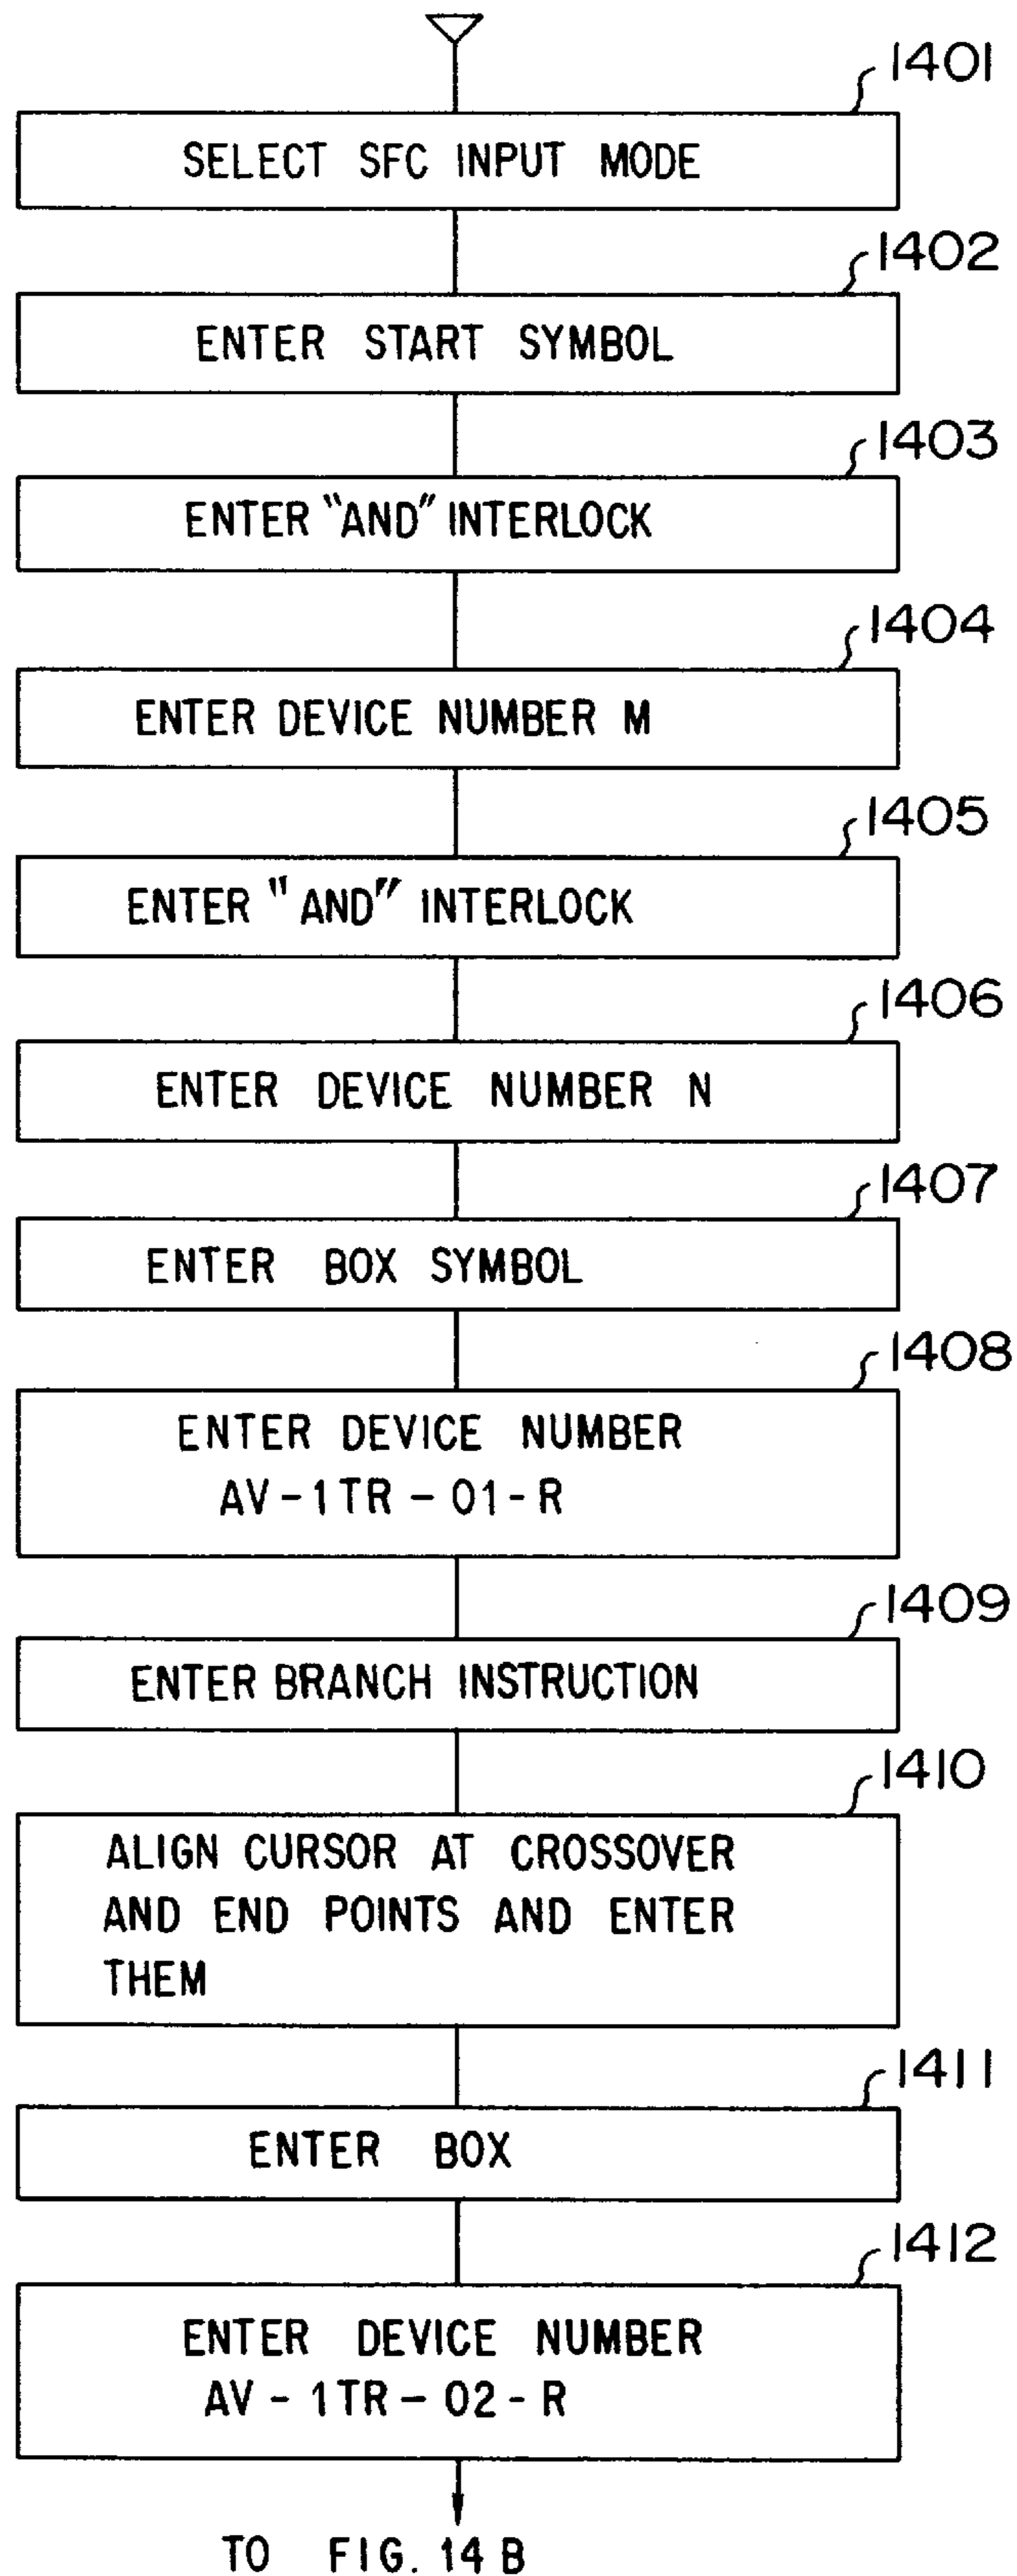 1401
SELECT SFC INPUT MODE
1402
ENTER START SYMBOL
1403
ENTER "AND" INTERLOCK
1404
ENTER DEVICE NUMBER M
1405
ENTER "AND" INTERLOCK
1406
ENTER DEVICE NUMBER N
1407
ENTER BOX SYMBOL
1408
ENTER DEVICE NUMBER
AV-1TR-01-R
1409
ENTER BRANCH INSTRUCTION
1410
ALIGN CURSOR AT CROSSOVER
AND END POINTS AND ENTER
THEM
1411
ENTER BOX
1412
ENTER DEVICE NUMBER
AV-1TR-02-R
TO FIG. 14B